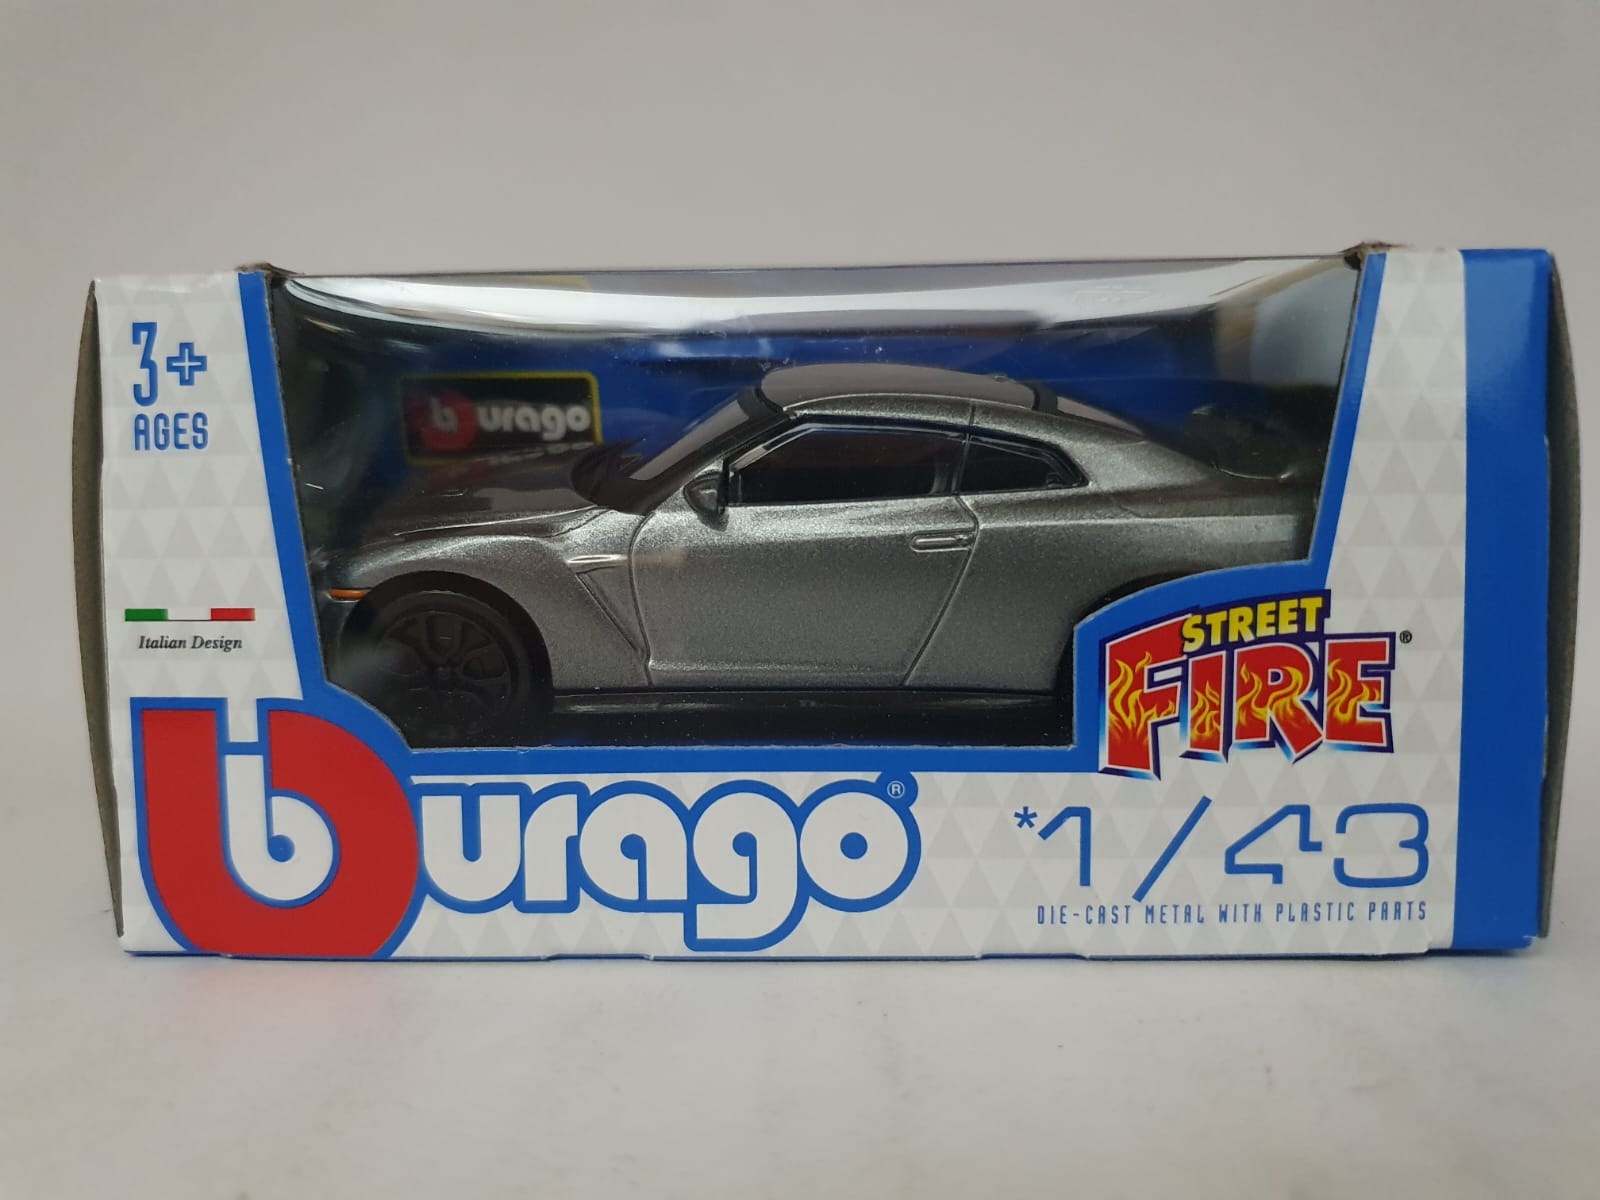 3+
AGES
burago
Italian Design
STREET
FIRE®
burago®
*1/43
DIE-CAST METAL WITH PLASTIC PARTS